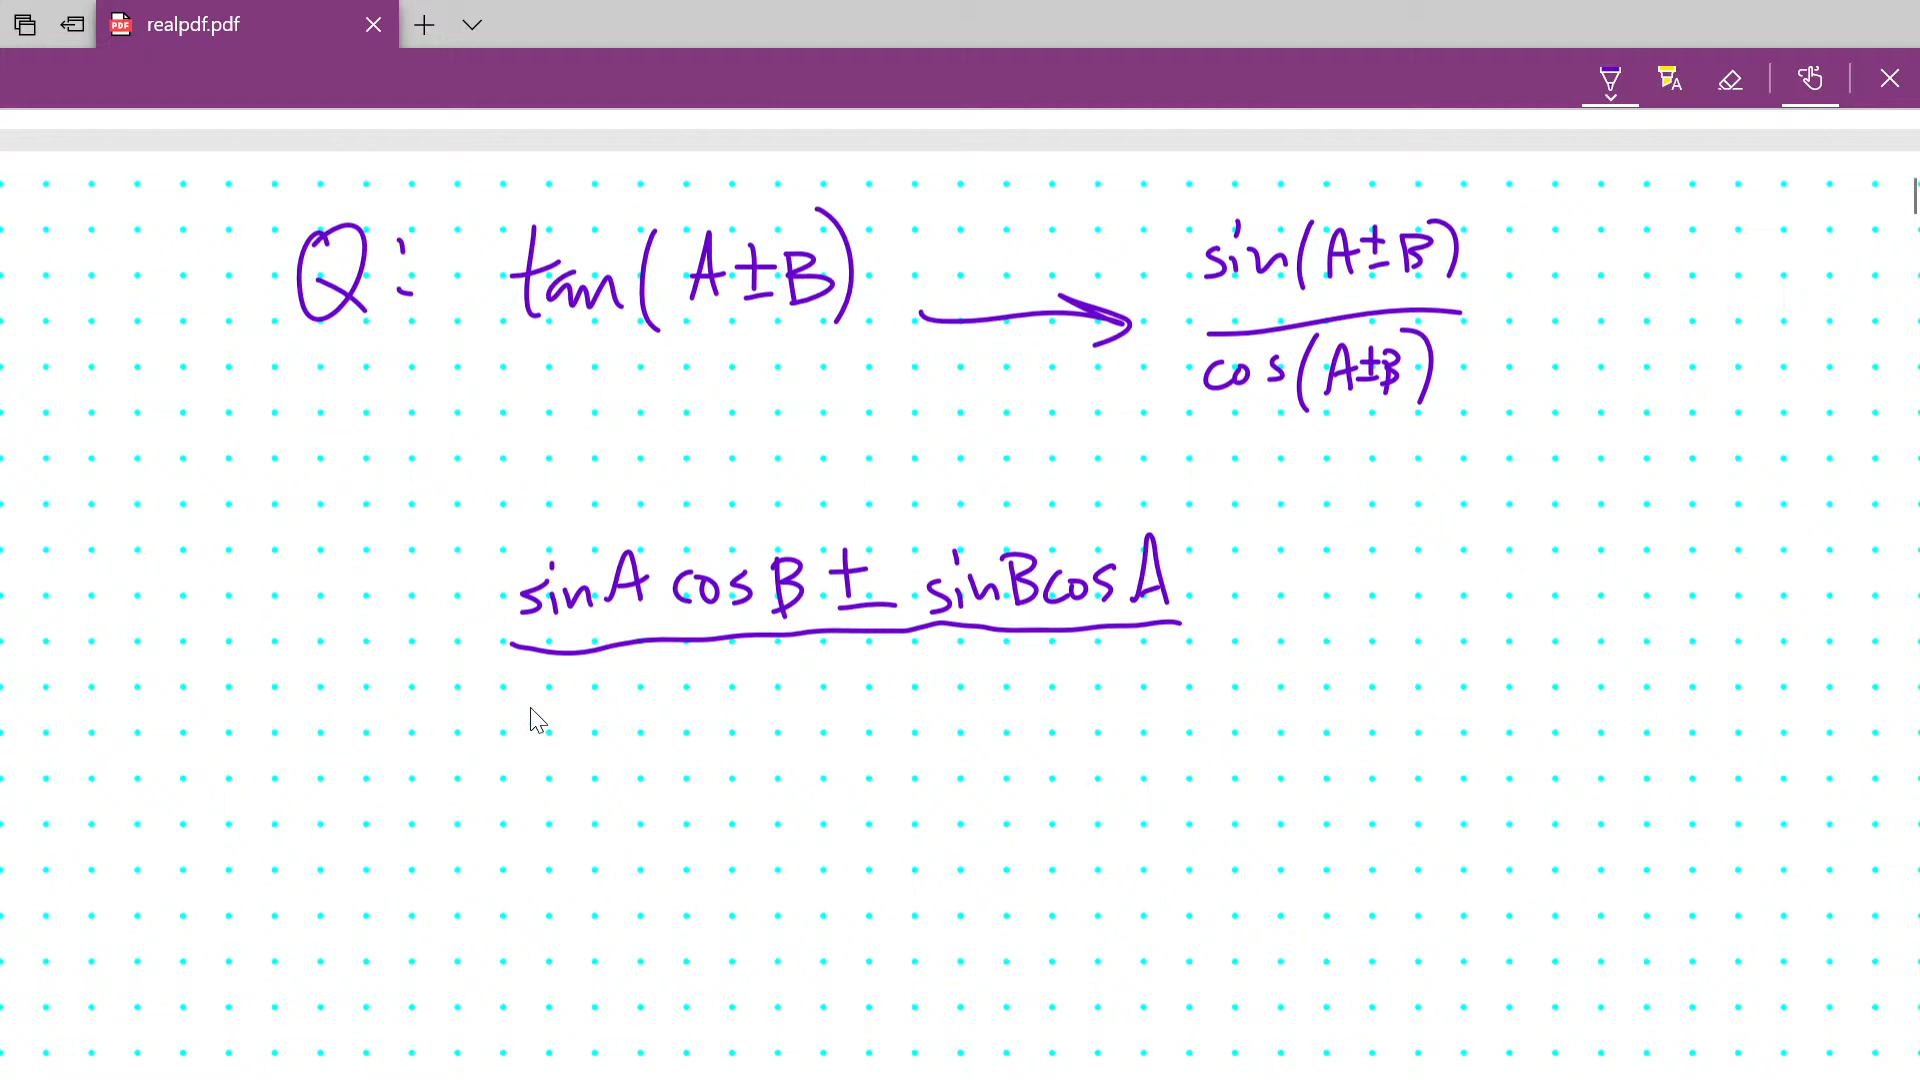 realpdf.pdf
Q: tan(A±B) → sin(A±B)
cos(A±B)
sinA cosB ± sinBcosA